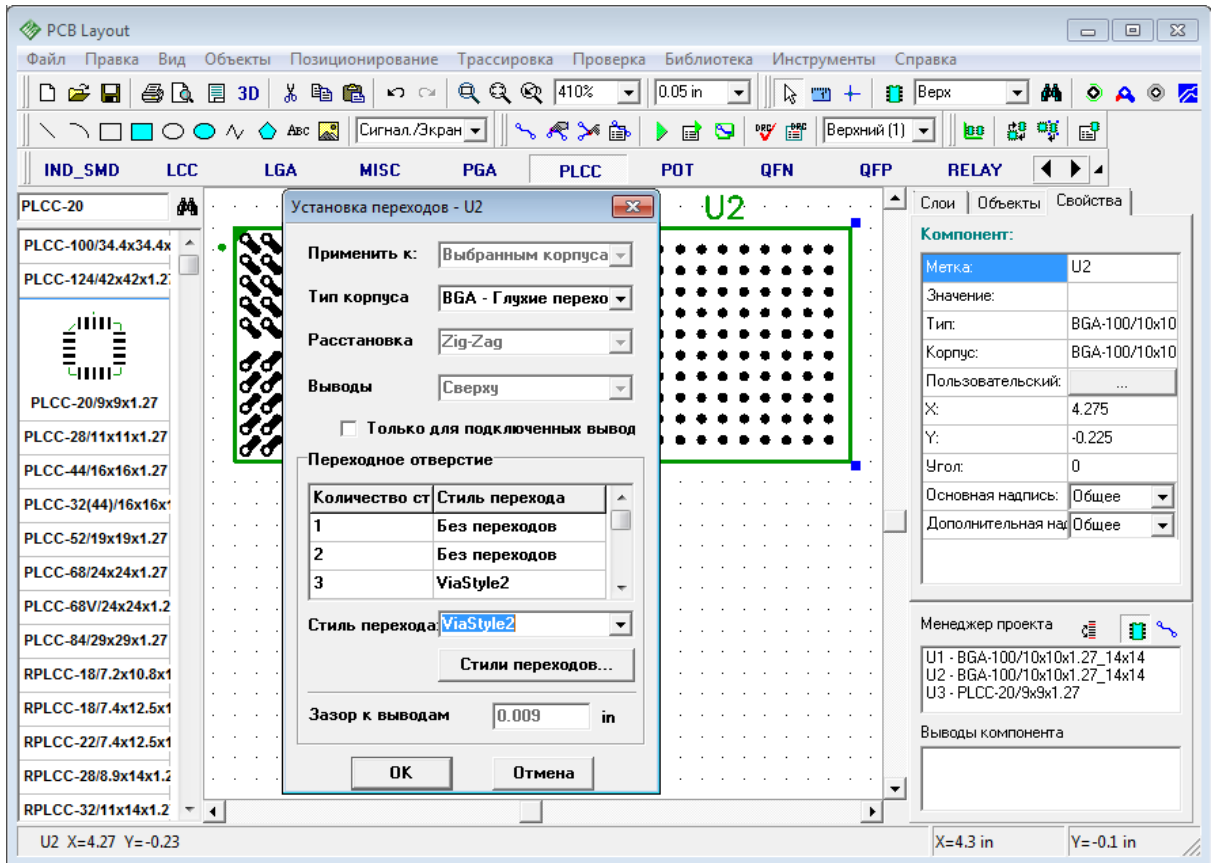 PCB Layout
Файл Правка Вид Объекты Позиционирование Трассировка Проверка Библиотека Инструменты Справка
3D 410% 0.05 in Верх
ABC Сигнал./Экран DRC DRC Верхний (1)
IND_SMD LCC LGA MISC PGA PLCC POT QFN QFP RELAY
PLCC-20
PLCC-100/34.4x34.4x
PLCC-124/42x42x1.27
PLCC-20/9x9x1.27
PLCC-28/11x11x1.27
PLCC-44/16x16x1.27
PLCC-32(44)/16x16x1
PLCC-52/19x19x1.27
PLCC-68/24x24x1.27
PLCC-68V/24x24x1.2
PLCC-84/29x29x1.27
RPLCC-18/7.2x10.8x1
RPLCC-18/7.4x12.5x1
RPLCC-22/7.4x12.5x1
RPLCC-28/8.9x14x1.2
RPLCC-32/11x14x1.2
U2
Установка переходов - U2
Применить к: Выбранным корпуса
Тип корпуса BGA - Глухие перехо
Расстановка Zig-Zag
Выводы Сверху
Только для подключенных вывод
Переходное отверстие
Количество ст Стиль перехода
1 Без переходов
2 Без переходов
3 ViaStyle2
Стиль перехода: ViaStyle2
Стили переходов...
Зазор к выводам 0.009 in
OK Отмена
Слои Объекты Свойства
Компонент:
Метка: U2
Значение:
Тип: BGA-100/10x10
Корпус: BGA-100/10x10
Пользовательский: ...
X: 4.275
Y: -0.225
Угол: 0
Основная надпись: Общее
Дополнительная над Общее
Менеджер проекта
U1 - BGA-100/10x10x1.27_14x14
U2 - BGA-100/10x10x1.27_14x14
U3 - PLCC-20/9x9x1.27
Выводы компонента
U2 X=4.27 Y=-0.23 X=4.3 in Y=-0.1 in